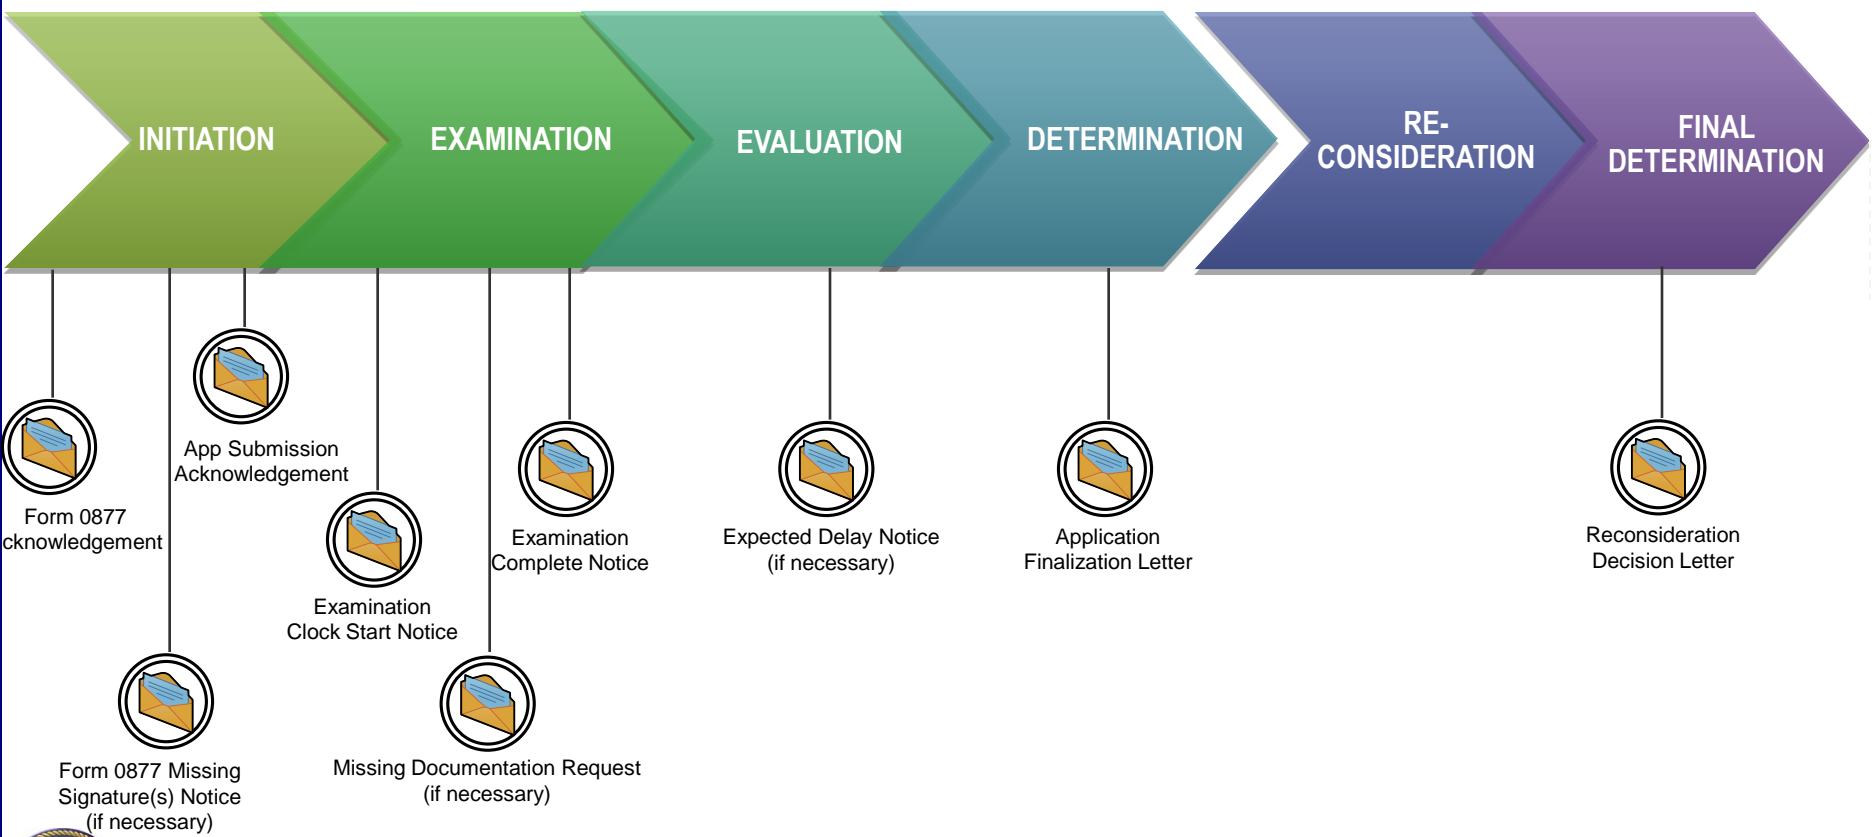 INITIATION
EXAMINATION
EVALUATION
DETERMINATION
RE-
CONSIDERATION
FINAL
DETERMINATION
App Submission
Acknowledgement
Form 0877
cknowledgement
Examination
Complete Notice
Expected Delay Notice
(if necessary)
Application
Finalization Letter
Reconsideration
Decision Letter
Examination
Clock Start Notice
Form 0877 Missing
Signature(s) Notice
(if necessary)
Missing Documentation Request
(if necessary)